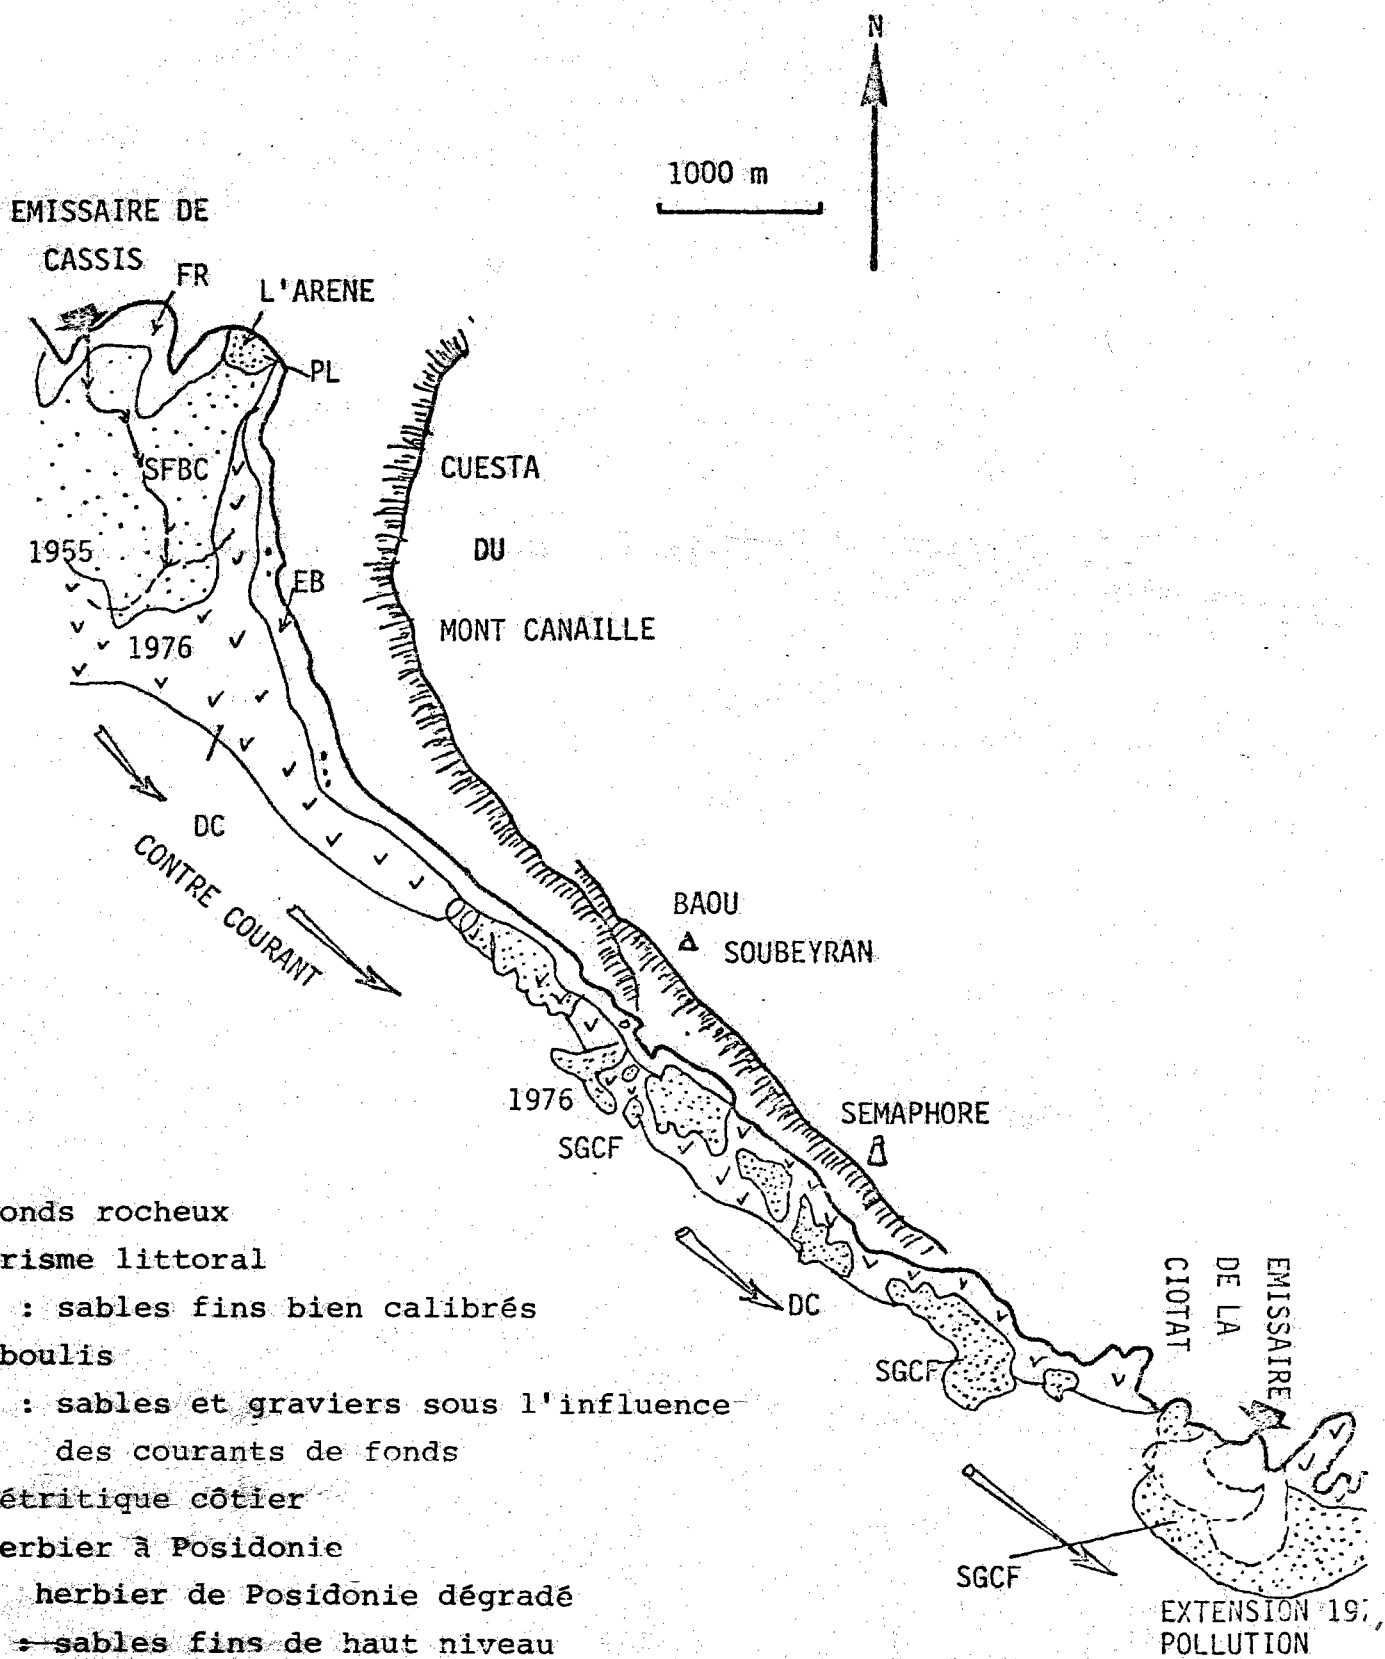 N
1000 m
EMISSAIRE DE
CASSIS
FR
L'ARENE
PL
CUESTA
SFBC
DU
1955
EB
MONT CANAILLE
1976
DC
CONTRE COURANT
BAOU
SOUBEYRAN
1976
SEMAPHORE
SGCF
EMISSAIRE
DE LA
CIOTAT
DC
SGCF
SGCF
EXTENSION 197
POLLUTION
onds rocheux
risme littoral
: sables fins bien calibrés
boulis
: sables et graviers sous l'influence
des courants de fonds
étritique côtier
erbier à Posidonie
herbier de Posidonie dégradé
: sables fins de haut niveau